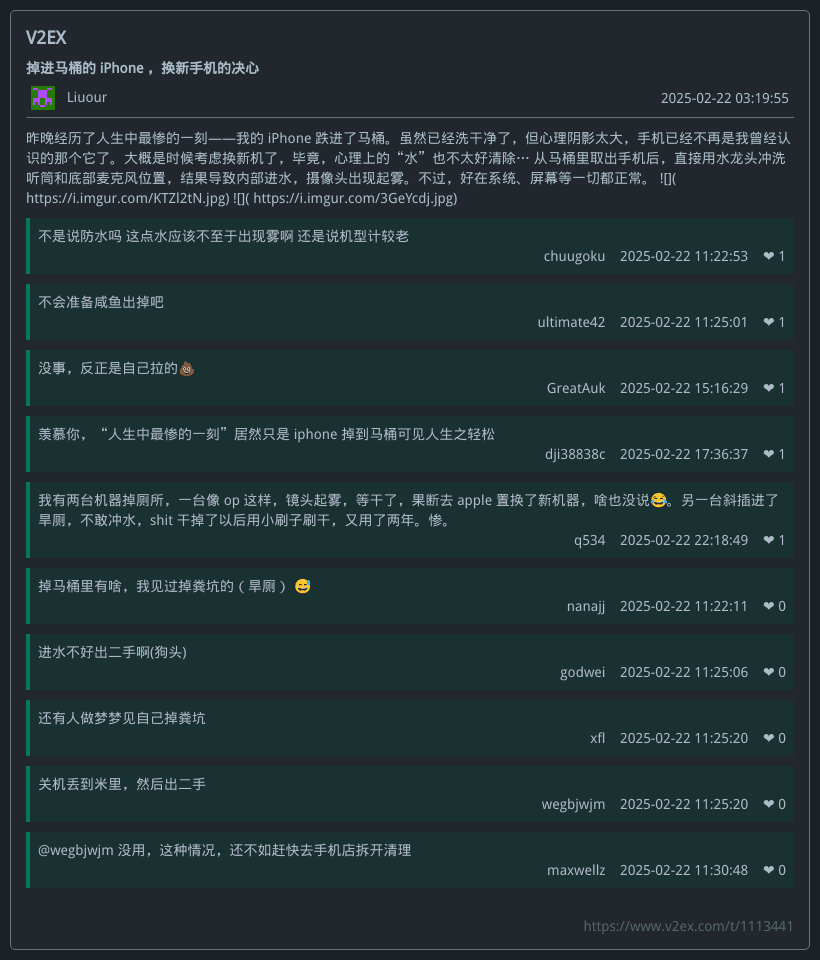 V2EX
掉进马桶的 iPhone ，换新手机的决心
Liuour
2025-02-22 03:19:55
昨晚经历了人生中最惨的一刻——我的 iPhone 跌进了马桶。虽然已经洗干净了，但心理阴影太大，手机已经不再是我曾经认
识的那个它了。大概是时候考虑换新机了，毕竟，心理上的“水”也不太好清除… 从马桶里取出手机后，直接用水龙头冲洗
听筒和底部麦克风位置，结果导致内部进水，摄像头出现起雾。不过，好在系统、屏幕等一切都正常。 ![](
https://i.imgur.com/KTZl2tN.jpg) ![]( https://i.imgur.com/3GeYcdj.jpg)
不是说防水吗 这点水应该不至于出现雾啊 还是说机型计较老
chuugoku 2025-02-22 11:22:53 ❤ 1
不会准备咸鱼出掉吧
ultimate42 2025-02-22 11:25:01 ❤ 1
没事，反正是自己拉的💩
GreatAuk 2025-02-22 15:16:29 ❤ 1
羡慕你，“人生中最惨的一刻”居然只是 iphone 掉到马桶可见人生之轻松
dji38838c 2025-02-22 17:36:37 ❤ 1
我有两台机器掉厕所，一台像 op 这样，镜头起雾，等干了，果断去 apple 置换了新机器，啥也没说😂。另一台斜插进了
旱厕，不敢冲水，shit 干掉了以后用小刷子刷干，又用了两年。惨。
q534 2025-02-22 22:18:49 ❤ 1
掉马桶里有啥，我见过掉粪坑的（旱厕）😅
nanajj 2025-02-22 11:22:11 ❤ 0
进水不好出二手啊(狗头)
godwei 2025-02-22 11:25:06 ❤ 0
还有人做梦梦见自己掉粪坑
xfl 2025-02-22 11:25:20 ❤ 0
关机丢到米里，然后出二手
wegbjwjm 2025-02-22 11:25:20 ❤ 0
@wegbjwjm 没用，这种情况，还不如赶快去手机店拆开清理
maxwellz 2025-02-22 11:30:48 ❤ 0
https://www.v2ex.com/t/1113441